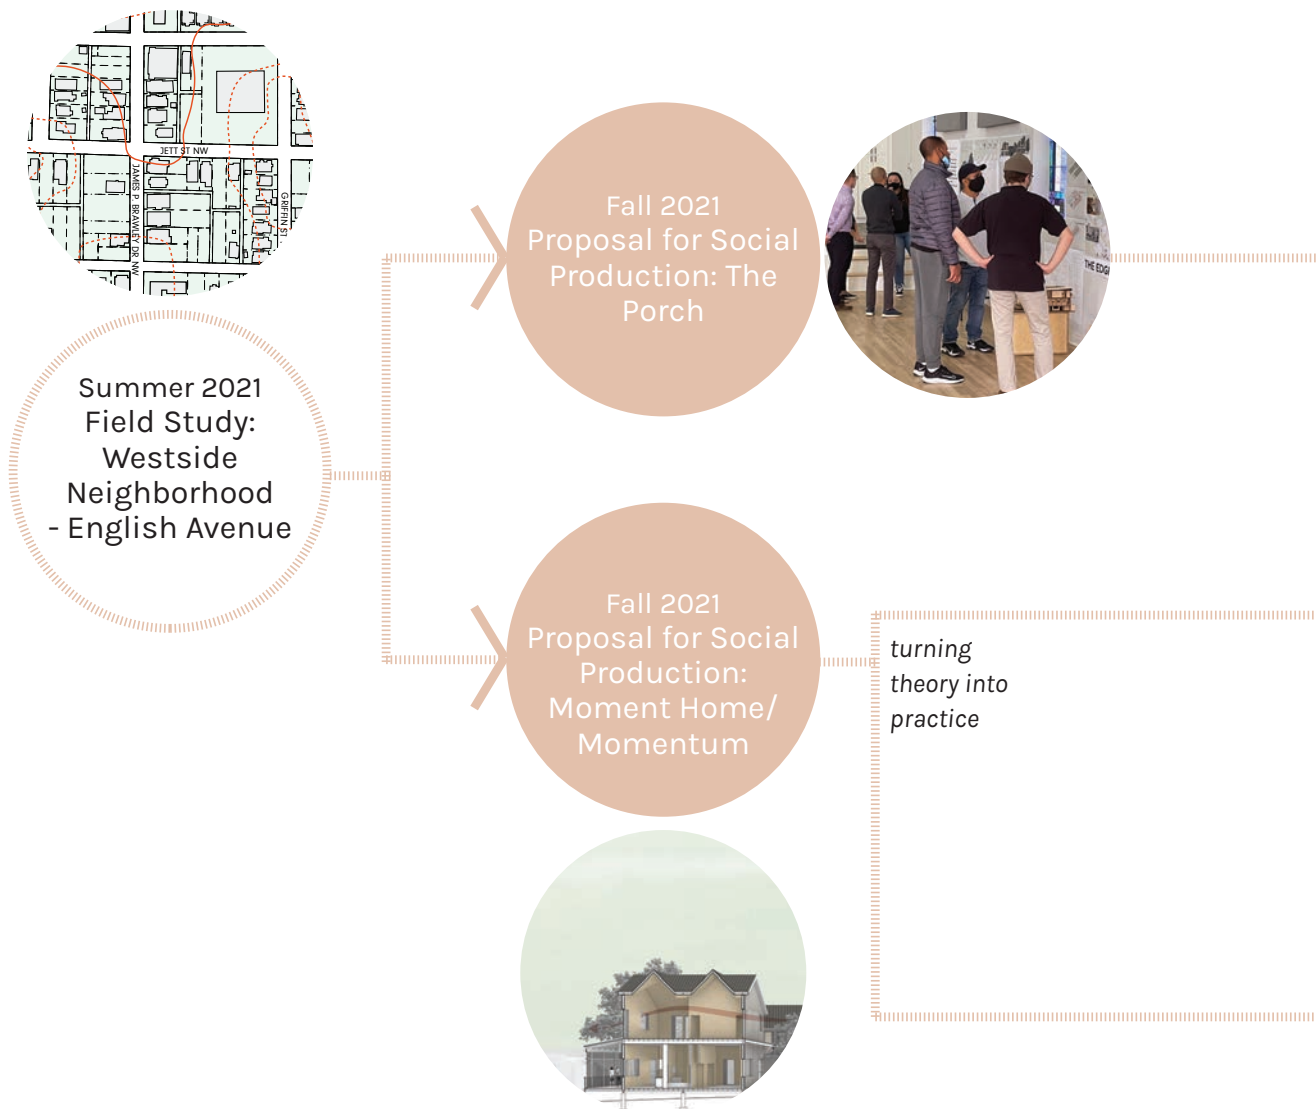 JETT ST NW
JAMES P. BRAWLEY DR NW
GRIFFIN ST
Summer 2021
Field Study:
Westside
Neighborhood
- English Avenue
Fall 2021
Proposal for Social
Production: The
Porch
THE EDG
Fall 2021
Proposal for Social
Production:
Moment Home/
Momentum
turning
theory into
practice